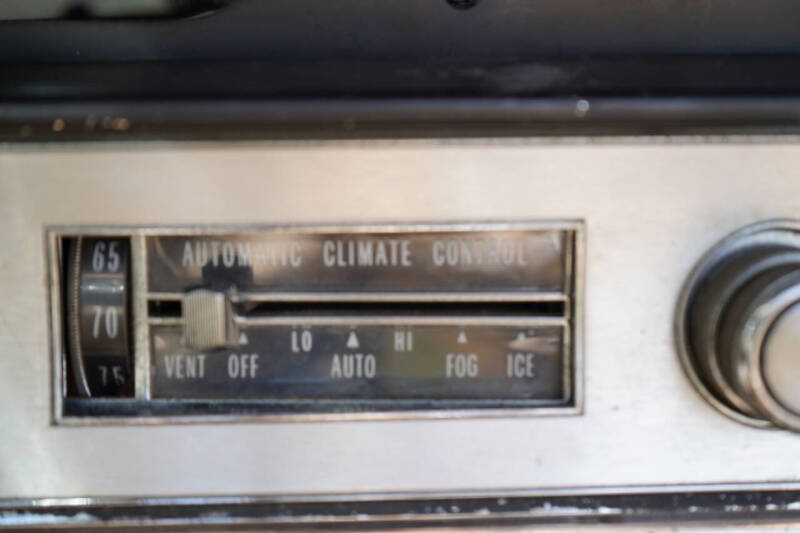 65
70
75
AUTOMATIC CLIMATE CONTROL
LO HI
VENT OFF AUTO FOG ICE